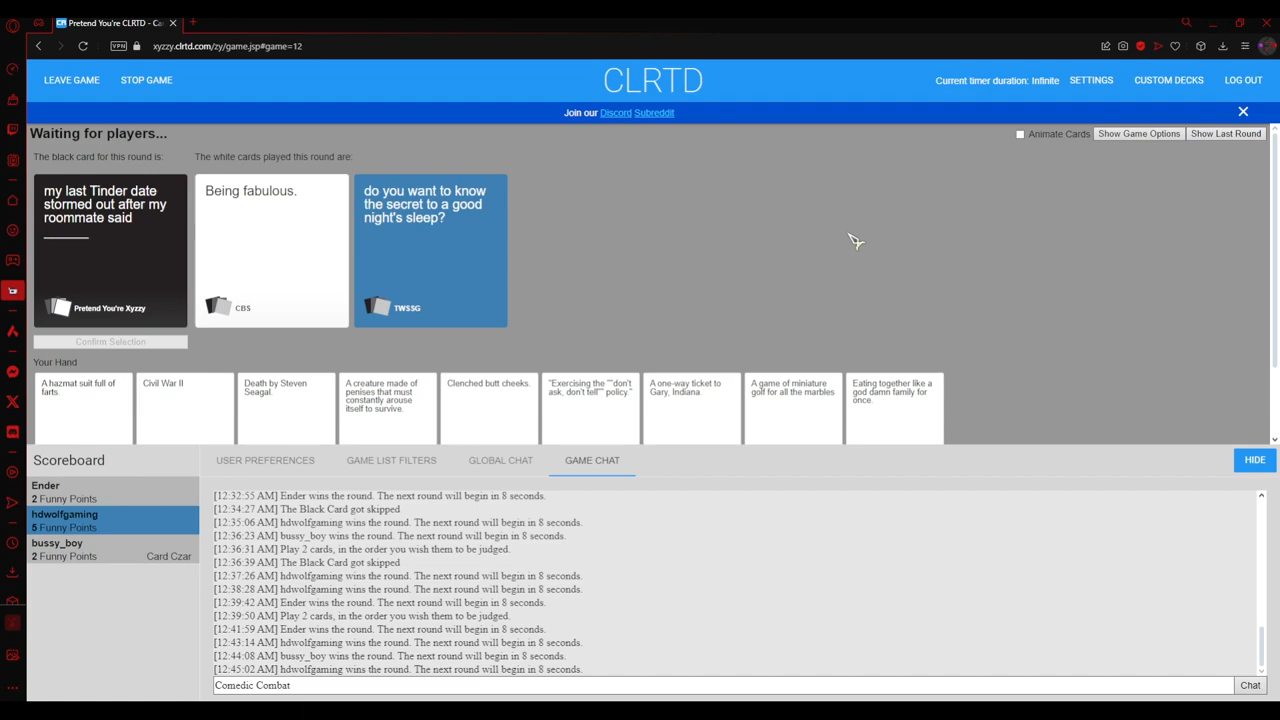 Pretend You're CLRTD - Ca
VPN
xyzzy.clrtd.com/zy/game.jsp#game=12
LEAVE GAME
STOP GAME
CLRTD
Current timer duration: Infinite
SETTINGS
CUSTOM DECKS
LOG OUT
Join our Discord Subreddit
Waiting for players...
Animate Cards
Show Game Options
Show Last Round
The black card for this round is:
The white cards played this round are:
my last Tinder date
stormed out after my
roommate said
______
Pretend You're Xyzzy
Being fabulous.
CBS
do you want to know
the secret to a good
night's sleep?
TWSSG
Confirm Selection
Your Hand
A hazmat suit full of
farts.
Civil War II
Death by Steven
Seagal.
A creature made of
penises that must
constantly arouse
itself to survive.
Clenched butt cheeks.
"Exercising the ""don't
ask, don't tell"" policy."
A one-way ticket to
Gary, Indiana.
A game of miniature
golf for all the marbles
Eating together like a
god damn family for
once.
Scoreboard
USER PREFERENCES
GAME LIST FILTERS
GLOBAL CHAT
GAME CHAT
HIDE
Ender
2 Funny Points
hdwolfgaming
5 Funny Points
bussy_boy
2 Funny Points
Card Czar
[12:32:55 AM] Ender wins the round. The next round will begin in 8 seconds.
[12:34:27 AM] The Black Card got skipped
[12:35:06 AM] hdwolfgaming wins the round. The next round will begin in 8 seconds.
[12:36:23 AM] bussy_boy wins the round. The next round will begin in 8 seconds.
[12:36:31 AM] Play 2 cards, in the order you wish them to be judged.
[12:36:39 AM] The Black Card got skipped
[12:37:26 AM] hdwolfgaming wins the round. The next round will begin in 8 seconds.
[12:38:28 AM] hdwolfgaming wins the round. The next round will begin in 8 seconds.
[12:39:42 AM] Ender wins the round. The next round will begin in 8 seconds.
[12:39:50 AM] Play 2 cards, in the order you wish them to be judged.
[12:41:59 AM] Ender wins the round. The next round will begin in 8 seconds.
[12:43:14 AM] hdwolfgaming wins the round. The next round will begin in 8 seconds.
[12:44:08 AM] bussy_boy wins the round. The next round will begin in 8 seconds.
[12:45:02 AM] hdwolfgaming wins the round. The next round will begin in 8 seconds.
Comedic Combat
Chat